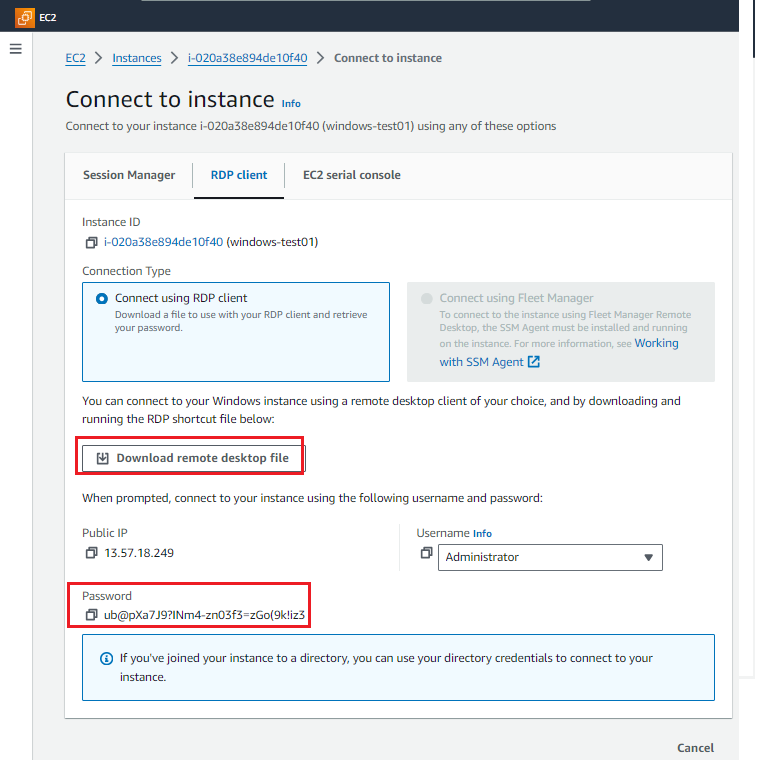 EC2
EC2 > Instances > i-020a38e894de10f40 > Connect to instance
Connect to instance Info
Connect to your instance i-020a38e894de10f40 (windows-test01) using any of these options
Session Manager
RDP client
EC2 serial console
Instance ID
i-020a38e894de10f40 (windows-test01)
Connection Type
Connect using RDP client
Download a file to use with your RDP client and retrieve
your password.
Connect using Fleet Manager
To connect to the instance using Fleet Manager Remote
Desktop, the SSM Agent must be installed and running
on the instance. For more information, see Working
with SSM Agent
You can connect to your Windows instance using a remote desktop client of your choice, and by downloading and
running the RDP shortcut file below:
Download remote desktop file
When prompted, connect to your instance using the following username and password:
Public IP
13.57.18.249
Username Info
Administrator
Password
ub@pXa7J9?INm4-zn03f3=zGo(9k!iz3
If you've joined your instance to a directory, you can use your directory credentials to connect to your
instance.
Cancel